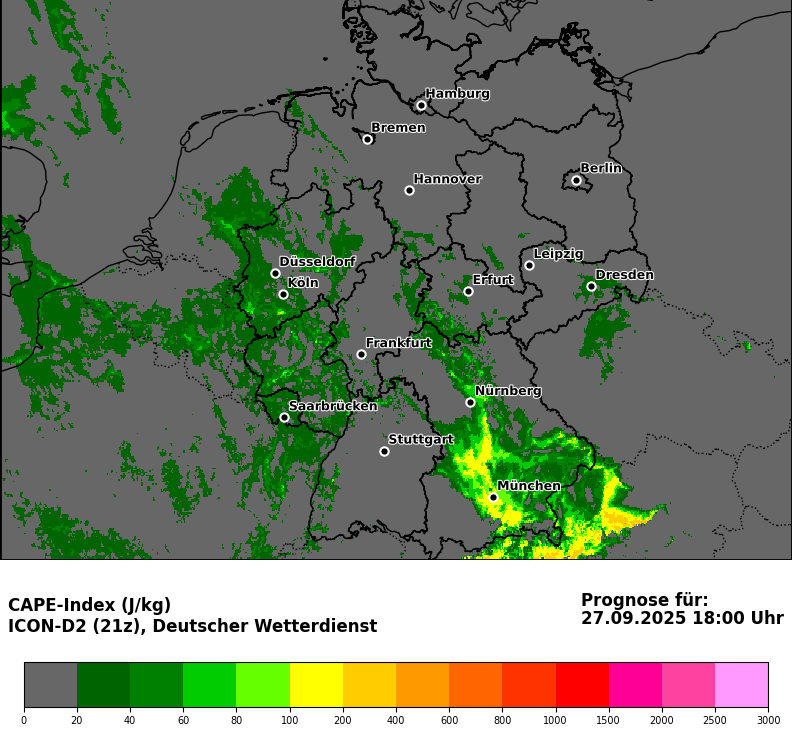 Hamburg
Bremen
Berlin
Hannover
Leipzig
Düsseldorf
Dresden
Köln
Erfurt
Frankfurt
Nürnberg
Saarbrücken
Stuttgart
München
CAPE-Index (J/kg)
ICON-D2 (21z), Deutscher Wetterdienst
Prognose für:
27.09.2025 18:00 Uhr
0 20 40 60 80 100 200 400 600 800 1000 1500 2000 2500 3000